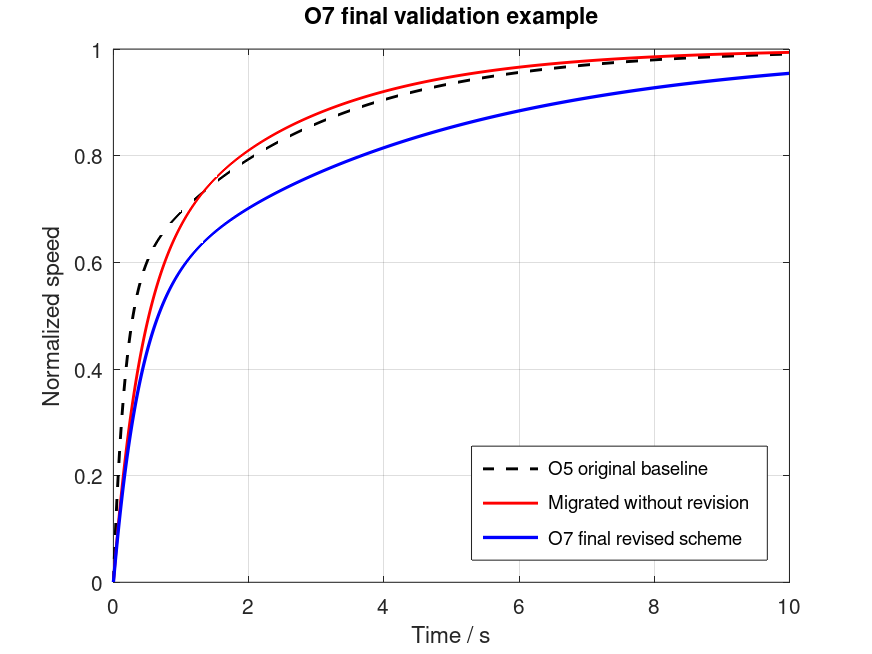 O7 final validation example
1
0.8
0.6
0.4
0.2
0
Normalized speed
O5 original baseline
Migrated without revision
O7 final revised scheme
0 2 4 6 8 10
Time / s